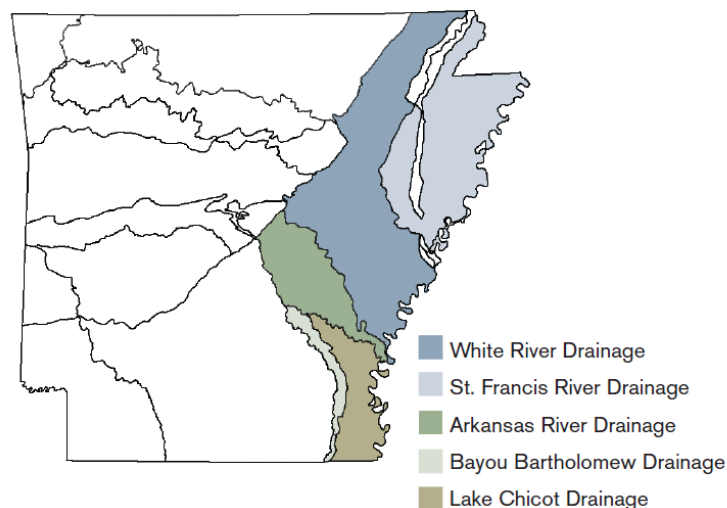 White River Drainage
St. Francis River Drainage
Arkansas River Drainage
Bayou Bartholomew Drainage
Lake Chicot Drainage